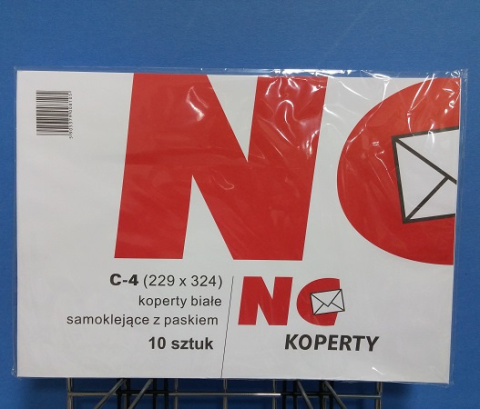 NC
C-4 (229 x 324)
koperty białe
samoklejące z paskiem
10 sztuk
NC
KOPERTY